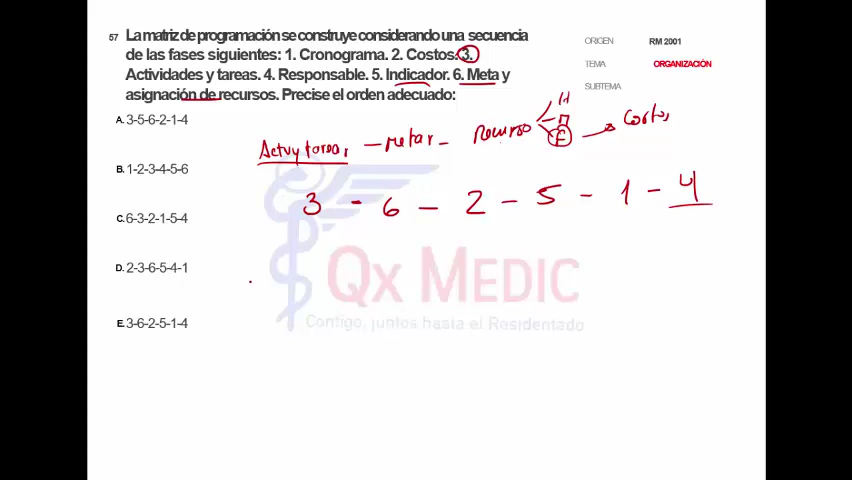 57 La matriz de programación se construye considerando una secuencia
de las fases siguientes: 1. Cronograma. 2. Costos. 3.
Actividades y tareas. 4. Responsable. 5. Indicador. 6. Meta y
asignación de recursos. Precise el orden adecuado:
ORIGEN RM 2001
TEMA ORGANIZACIÓN
SUBTEMA
A. 3-5-6-2-1-4
B. 1-2-3-4-5-6
C. 6-3-2-1-5-4
D. 2-3-6-5-4-1
E. 3-6-2-5-1-4
Act y tareas - metas - Recurso H
M
F → Costos
3 - 6 - 2 - 5 - 1 - 4
Qx MEDIC
Contigo, juntos hasta el Residentado